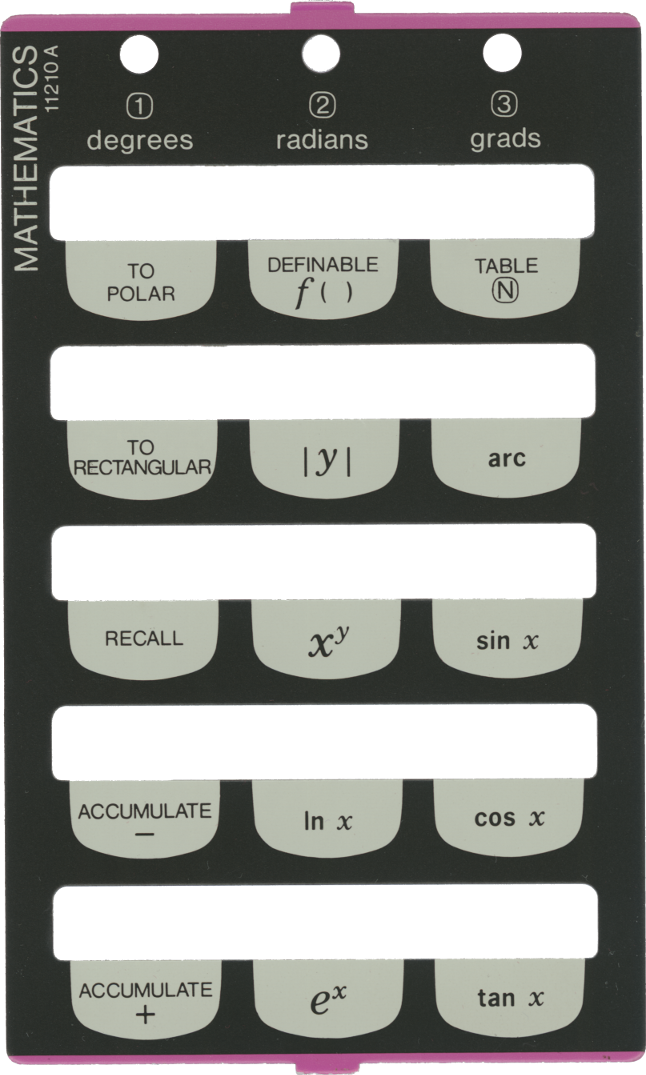 MATHEMATICS
11210 A
1 2 3
degrees radians grads
TO
POLAR
DEFINABLE
f ( )
TABLE
N
TO
RECTANGULAR
|y|
arc
RECALL
x^y
sin x
ACCUMULATE
−
ln x
cos x
ACCUMULATE
+
e^x
tan x